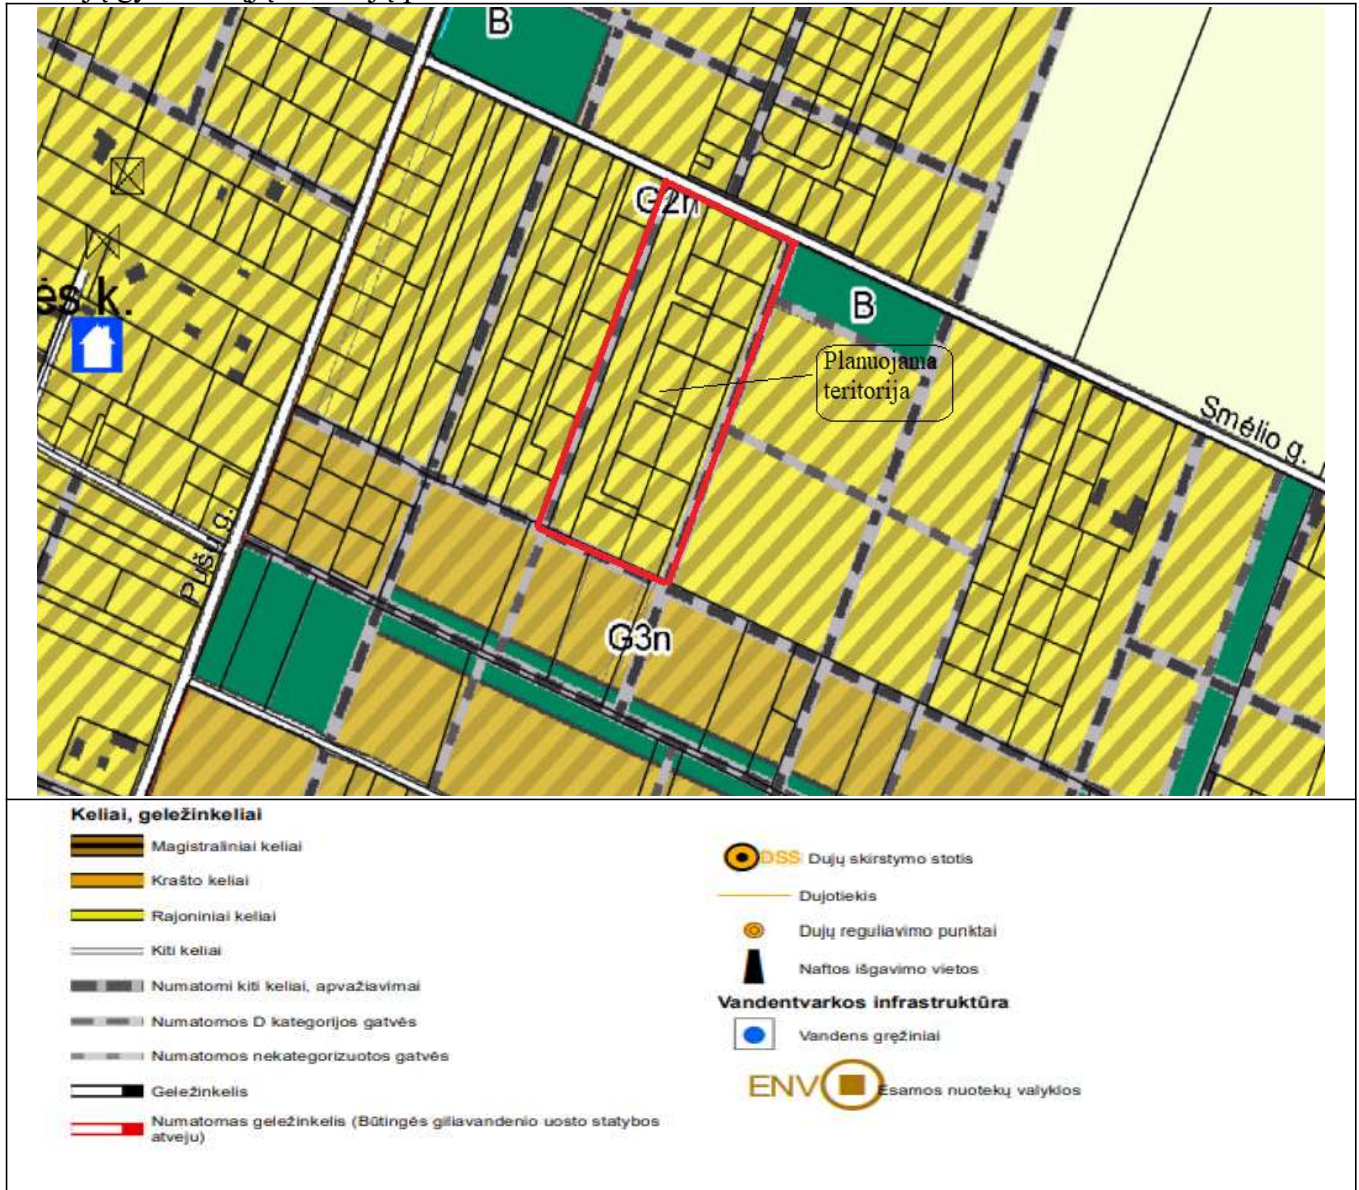 B
G2n
ės k.
B
Planuojama
teritorija
Smėlio g.
Pušų g.
G3n
Keliai, geležinkeliai
Magistraliniai keliai
Krašto keliai
Rajoniniai keliai
Kiti keliai
Numatomi kiti keliai, apvažiavimai
Numatomos D kategorijos gatvės
Numatomos nekategorizuotos gatvės
Geležinkelis
Numatomas geležinkelis (Būtingės giliavandenio uosto statybos
atveju)
DSS Dujų skirstymo stotis
Dujotiekis
Dujų reguliavimo punktai
Naftos išgavimo vietos
Vandentvarkos infrastruktūra
Vandens gręžiniai
ENV Esamos nuotekų valyklos